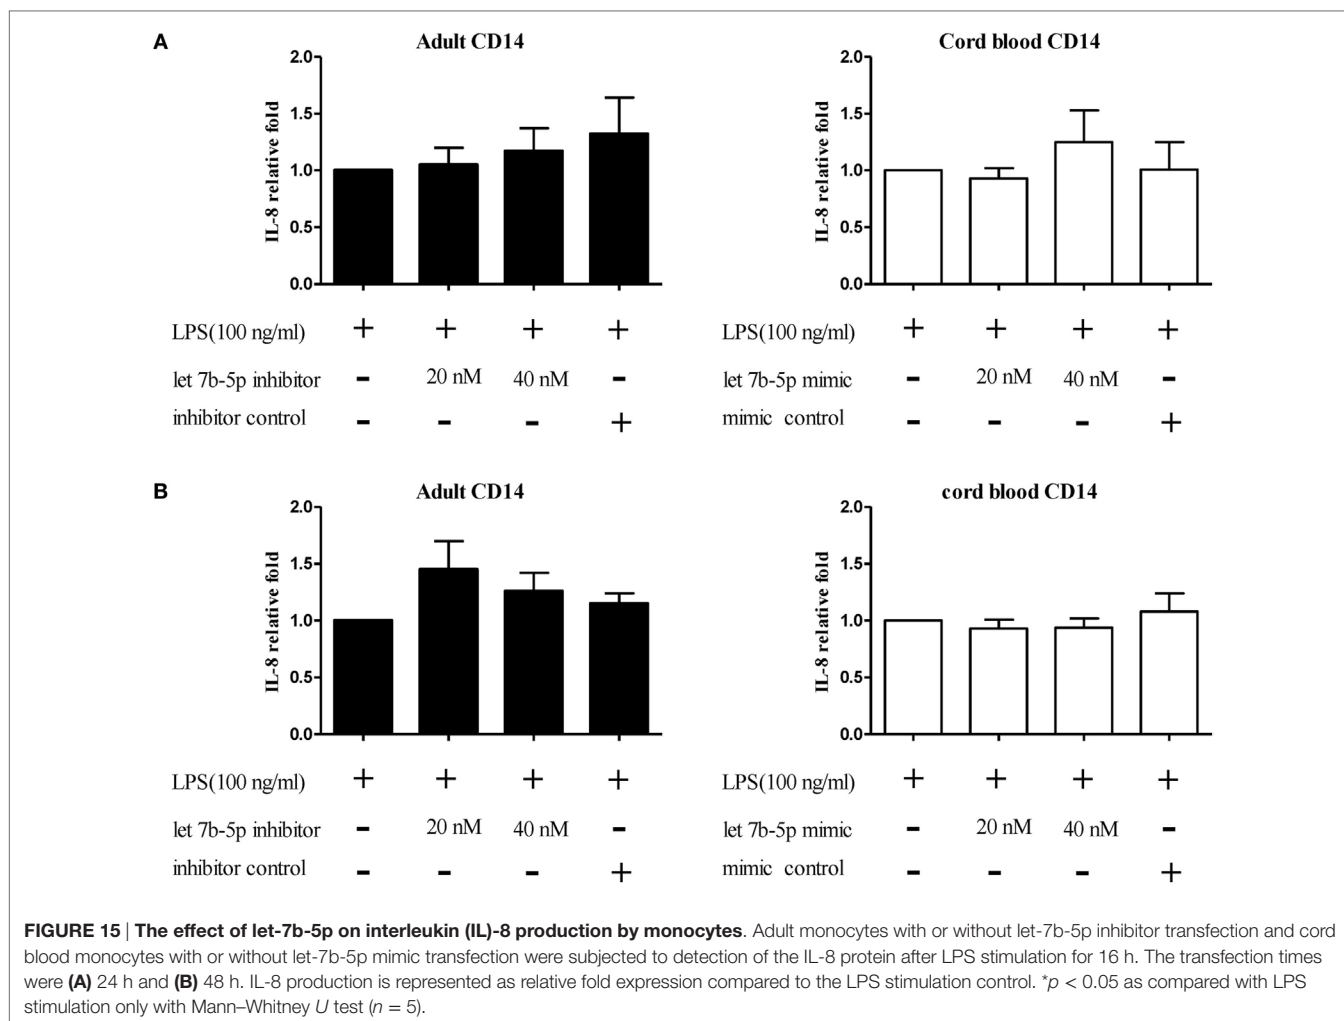 A
Adult CD14
Cord blood CD14
2.0
1.5
1.0
0.5
0.0
IL-8 relative fold
2.0
1.5
1.0
0.5
0.0
IL-8 relative fold
LPS(100 ng/ml) + + + +
let 7b-5p inhibitor - 20 nM 40 nM -
inhibitor control - - - +
LPS(100 ng/ml) + + + +
let 7b-5p mimic - 20 nM 40 nM -
mimic control - - - +
B
Adult CD14
cord blood CD14
2.0
1.5
1.0
0.5
0.0
IL-8 relative fold
2.0
1.5
1.0
0.5
0.0
IL-8 relative fold
LPS(100 ng/ml) + + + +
let 7b-5p inhibitor - 20 nM 40 nM -
inhibitor control - - - +
LPS(100 ng/ml) + + + +
let 7b-5p mimic - 20 nM 40 nM -
mimic control - - - +
FIGURE 15 | The effect of let-7b-5p on interleukin (IL)-8 production by monocytes. Adult monocytes with or without let-7b-5p inhibitor transfection and cord
blood monocytes with or without let-7b-5p mimic transfection were subjected to detection of the IL-8 protein after LPS stimulation for 16 h. The transfection times
were (A) 24 h and (B) 48 h. IL-8 production is represented as relative fold expression compared to the LPS stimulation control. *p < 0.05 as compared with LPS
stimulation only with Mann–Whitney U test (n = 5).